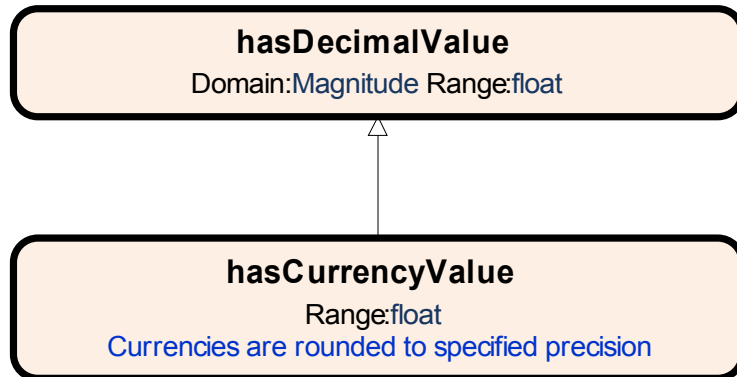 hasDecimalValue
Domain:Magnitude Range:float
hasCurrencyValue
Range:float
Currencies are rounded to specified precision